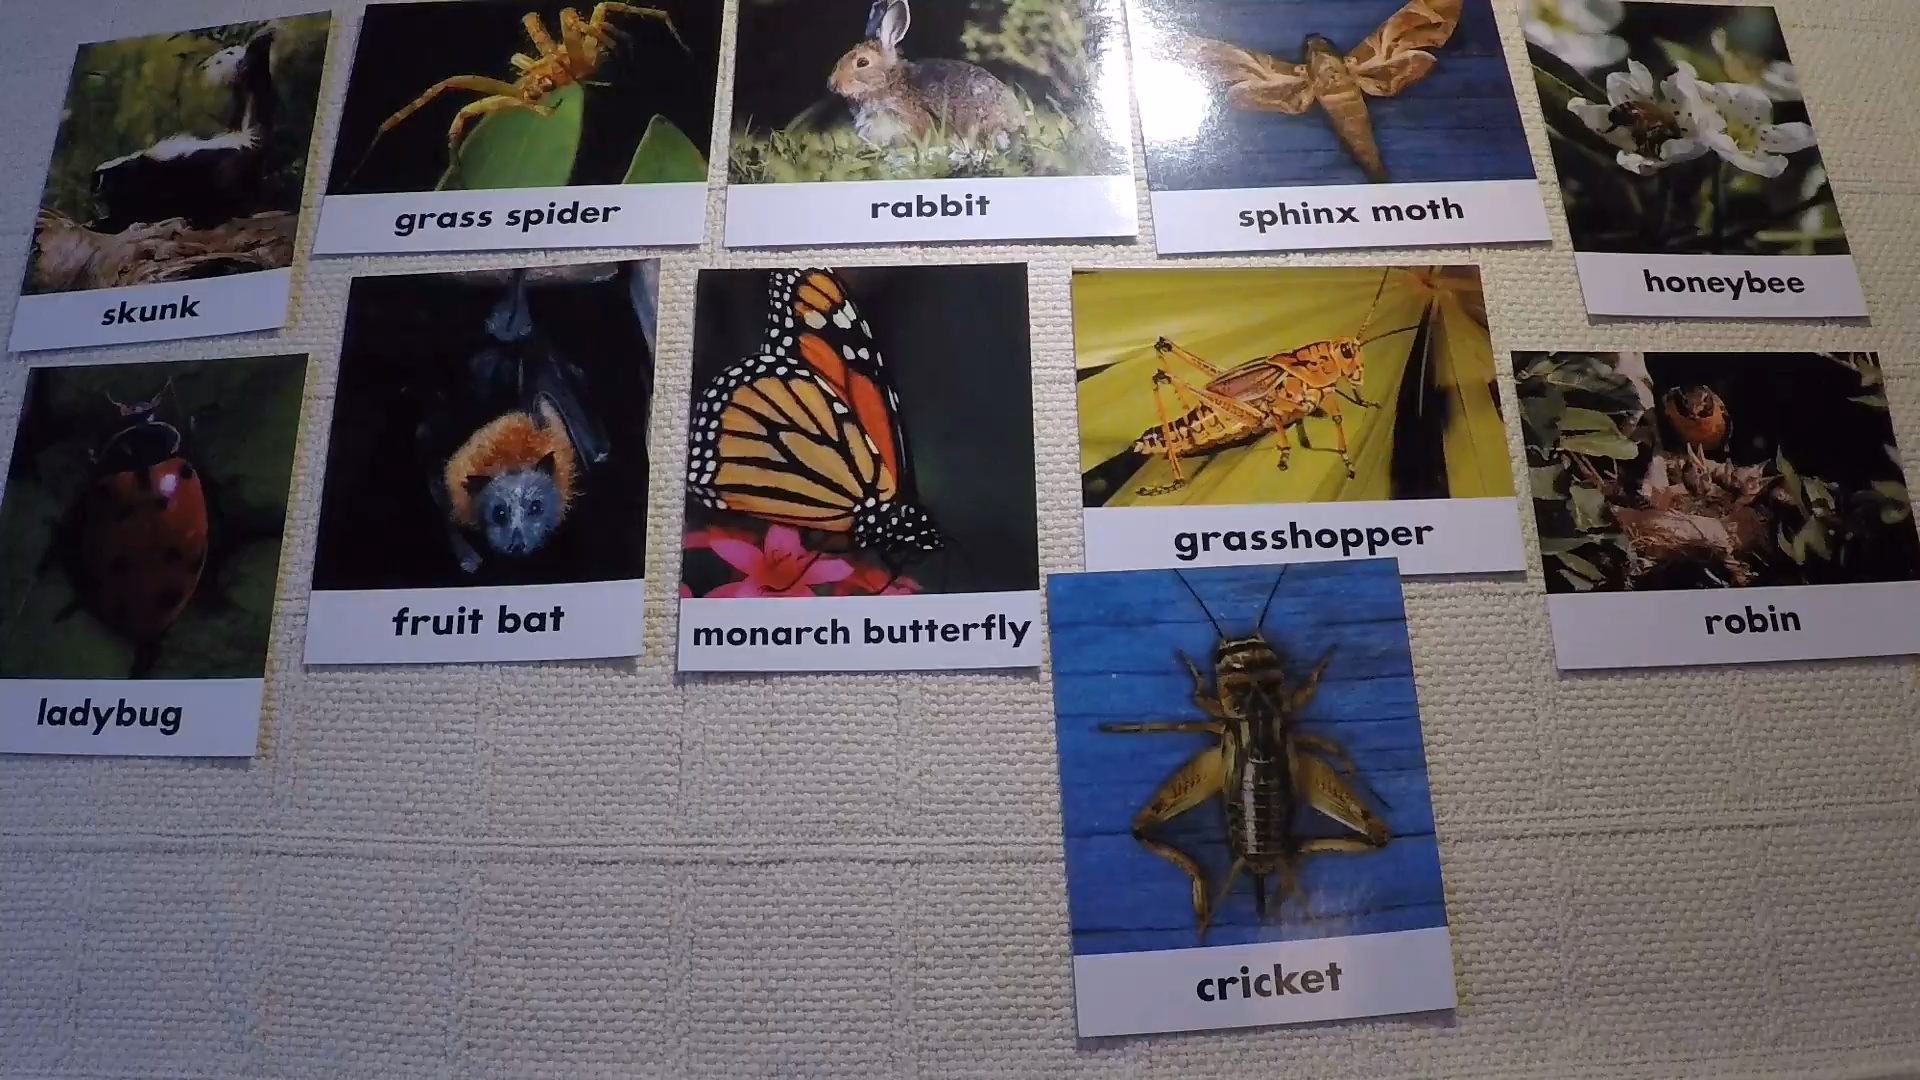 skunk
grass spider
rabbit
sphinx moth
honeybee
ladybug
fruit bat
monarch butterfly
grasshopper
robin
cricket